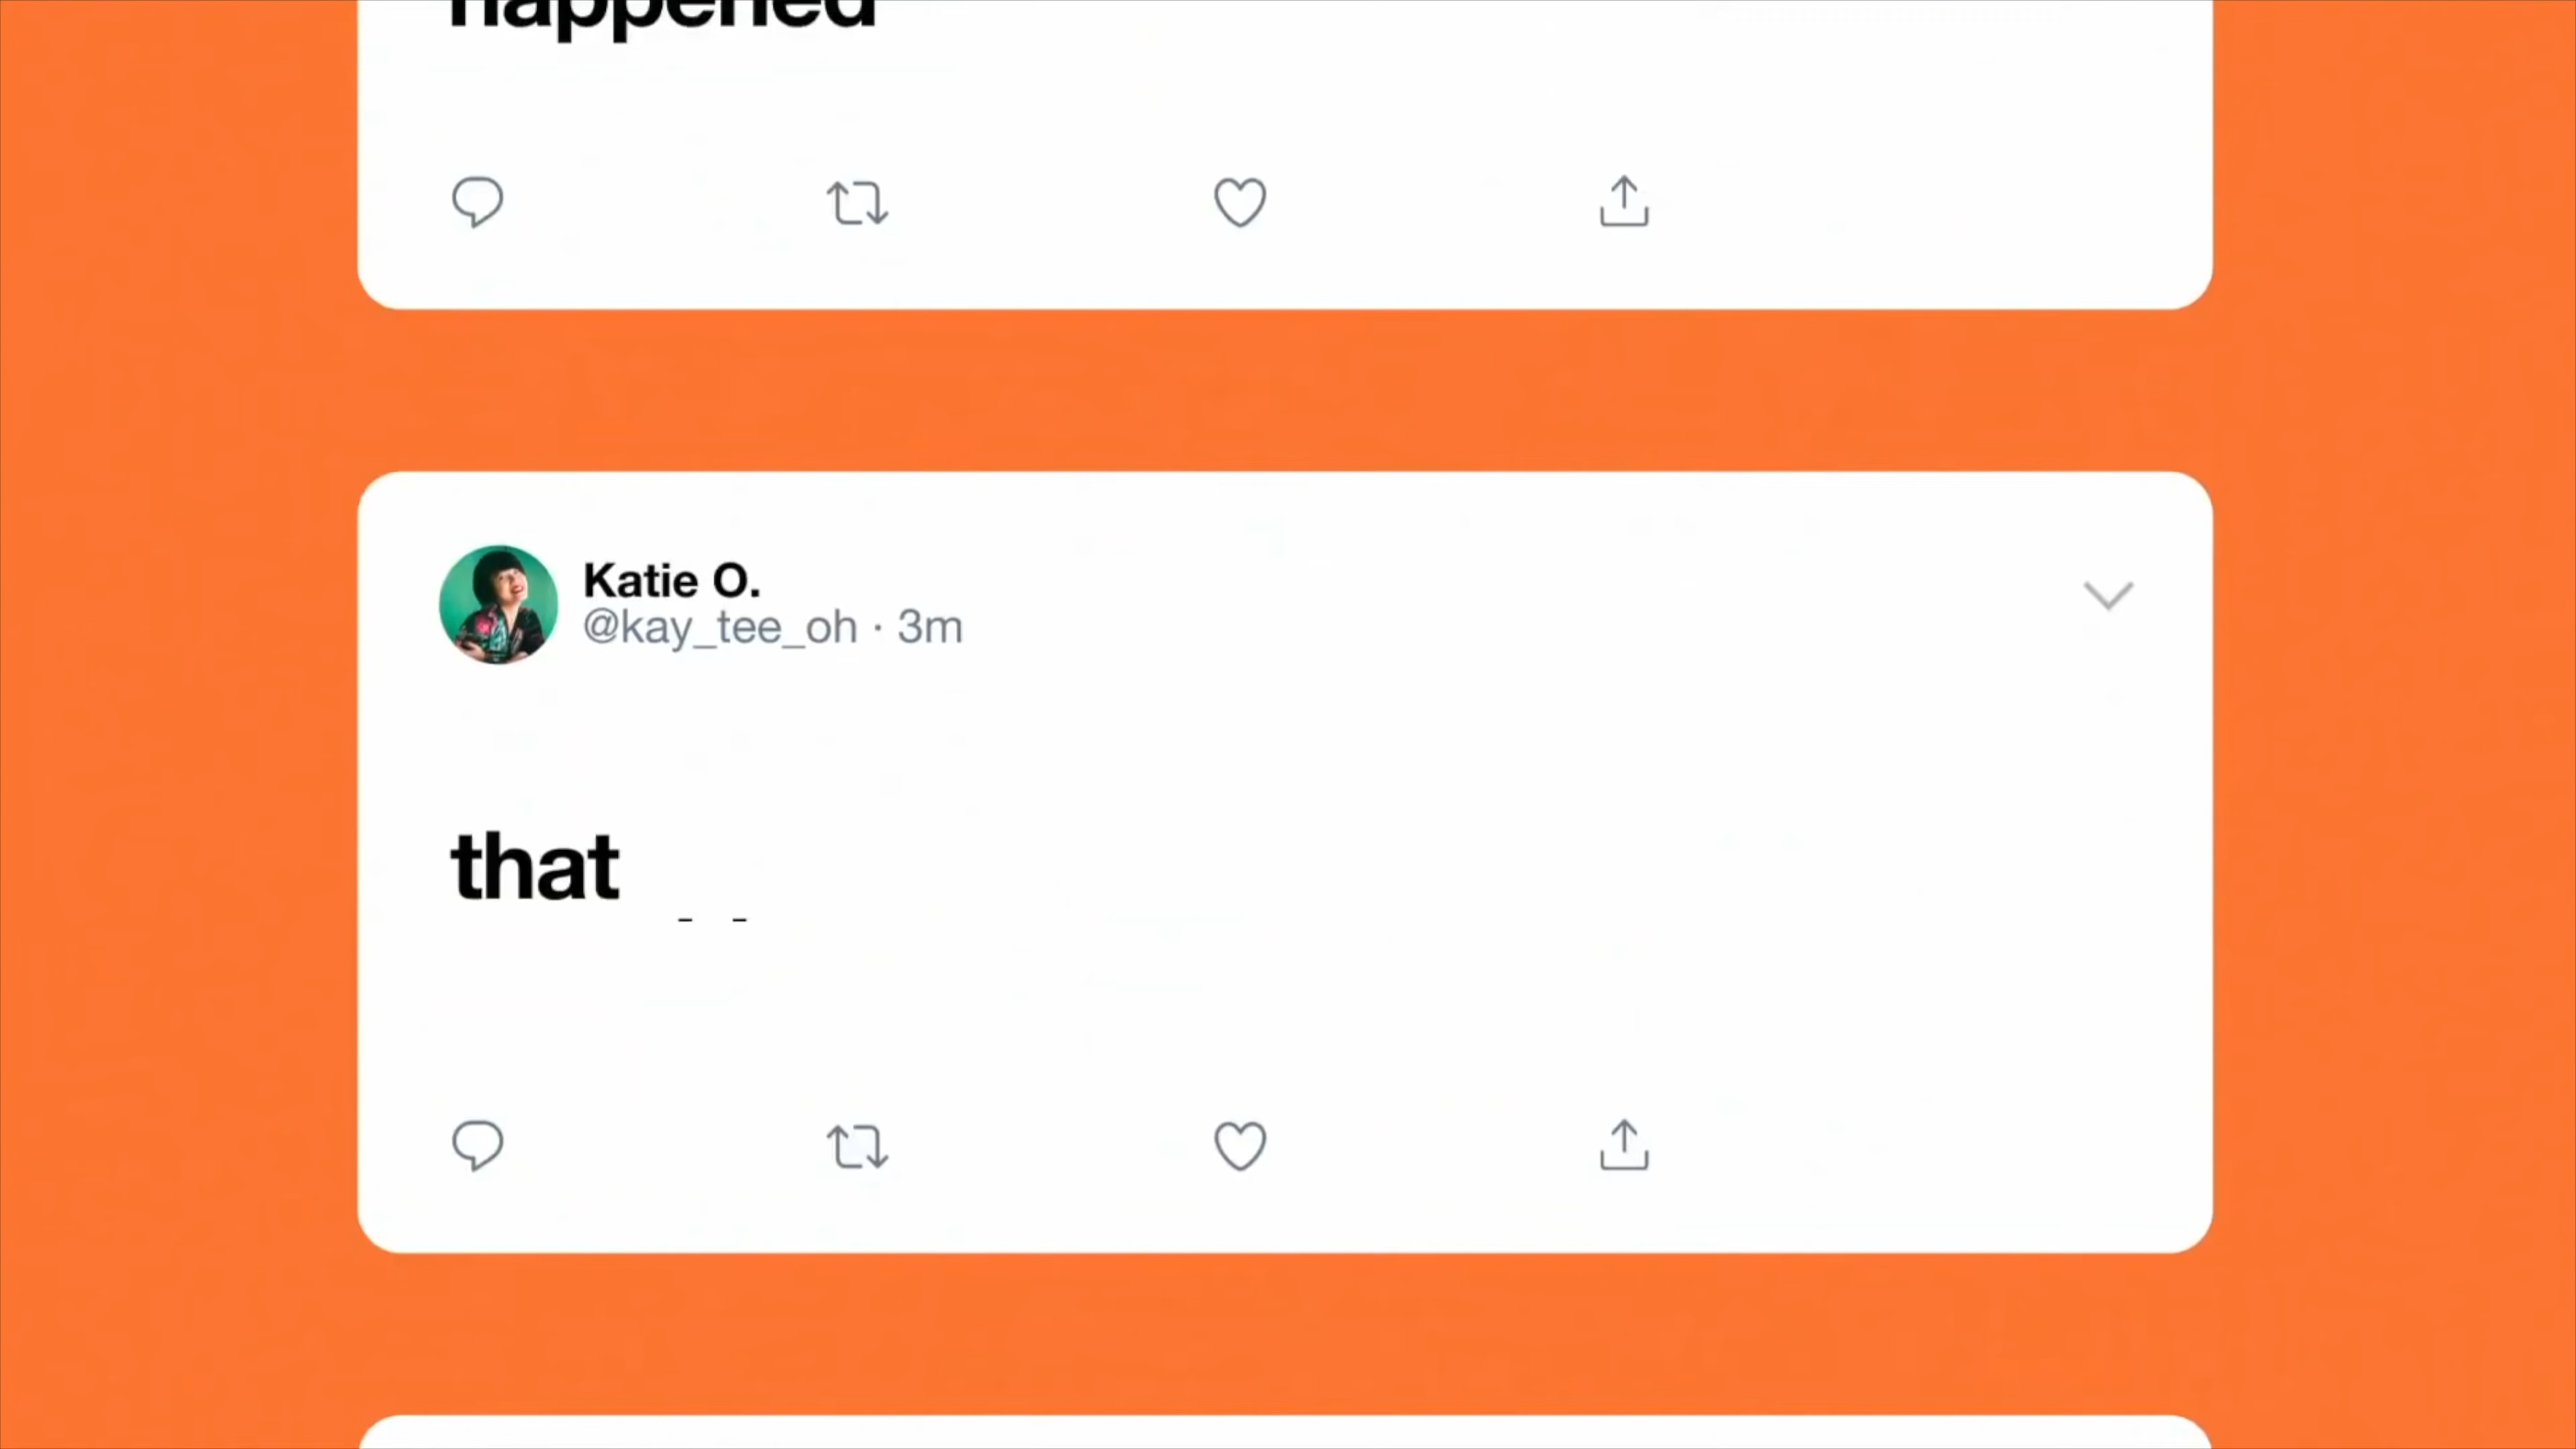 happened
Katie O.
@kay_tee_oh · 3m
that